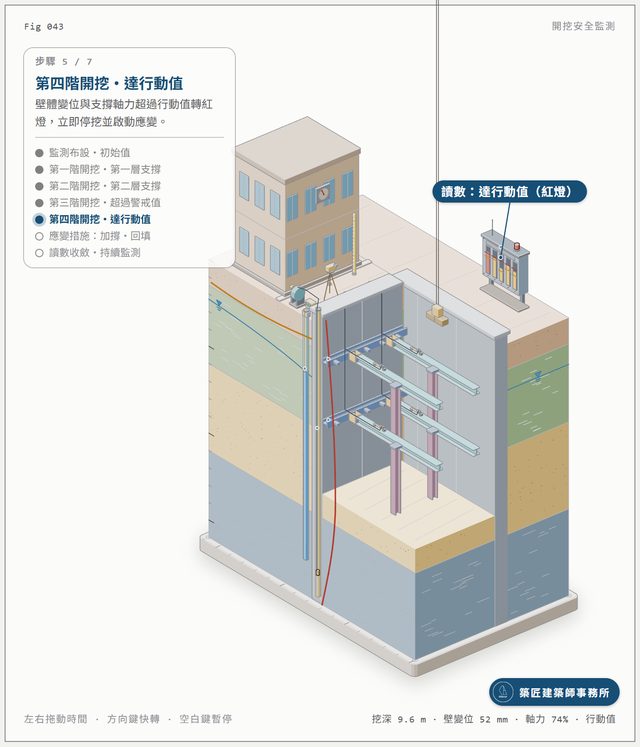 Fig 043
開挖安全監測
步驟 5 / 7
第四階開挖・達行動值
壁體變位與支撐軸力超過行動值轉紅
燈，立即停挖並啟動應變。
監測布設・初始值
第一階開挖・第一層支撐
第二階開挖・第二層支撐
第三階開挖・超過警戒值
第四階開挖・達行動值
應變措施：加撐・回填
讀數收斂・持續監測
讀數：達行動值（紅燈）
築匠建築師事務所
左右拖動時間 · 方向鍵快轉 · 空白鍵暫停
挖深 9.6 m · 壁變位 52 mm · 軸力 74% · 行動值